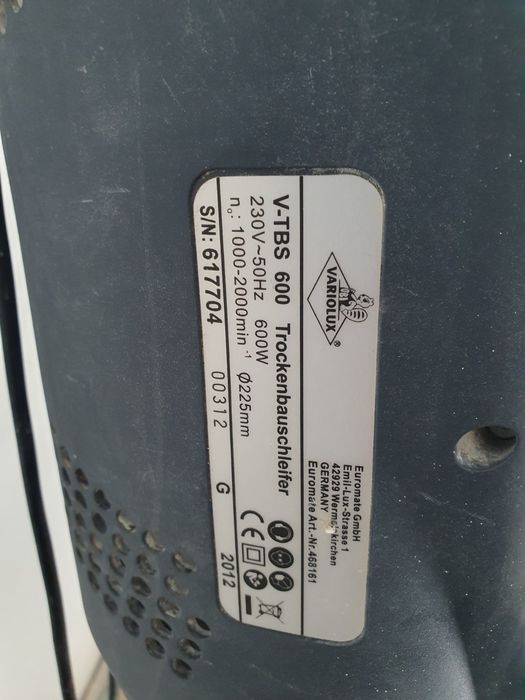 VARIOLUX ®
Euromate GmbH
Emil-Lux-Strasse 1
42929 Wermelskirchen
GERMANY
Euromate Art.-Nr.468161
V-TBS 600 Trockenbauschleifer
230V~50Hz 600W
n₀: 1000-2000min⁻¹ Ø225mm
CE
S/N: 617704 00312 G 2012